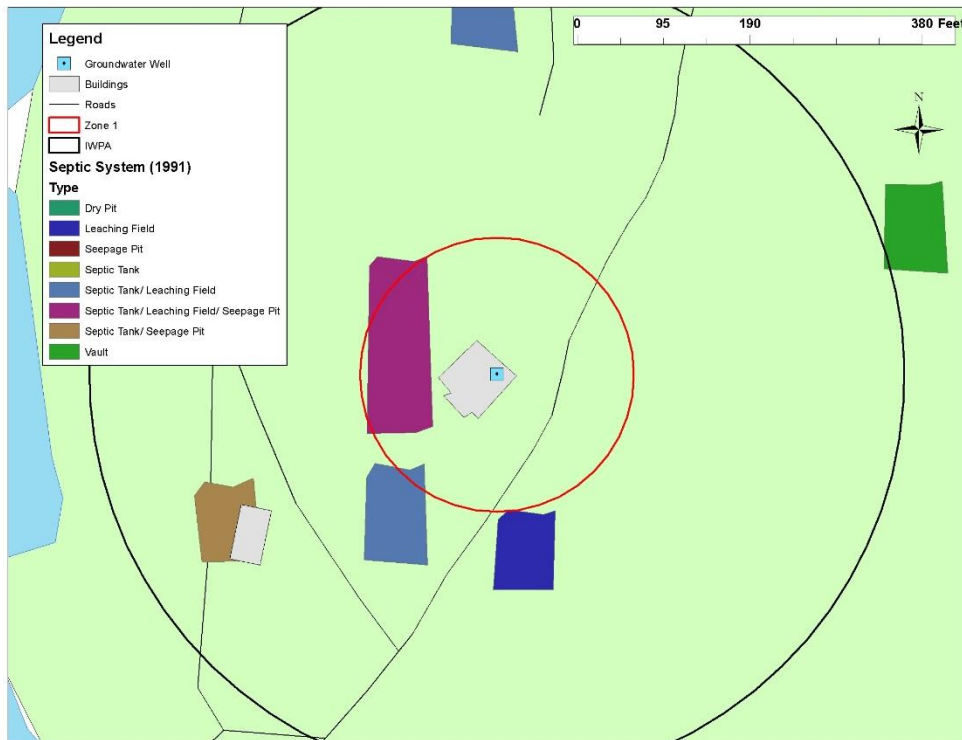 Legend
Groundwater Well
Buildings
Roads
Zone 1
IWPA
Septic System (1991)
Type
Dry Pit
Leaching Field
Seepage Pit
Septic Tank
Septic Tank/ Leaching Field
Septic Tank/ Leaching Field/ Seepage Pit
Septic Tank/ Seepage Pit
Vault
0 95 190 380 Feet
N